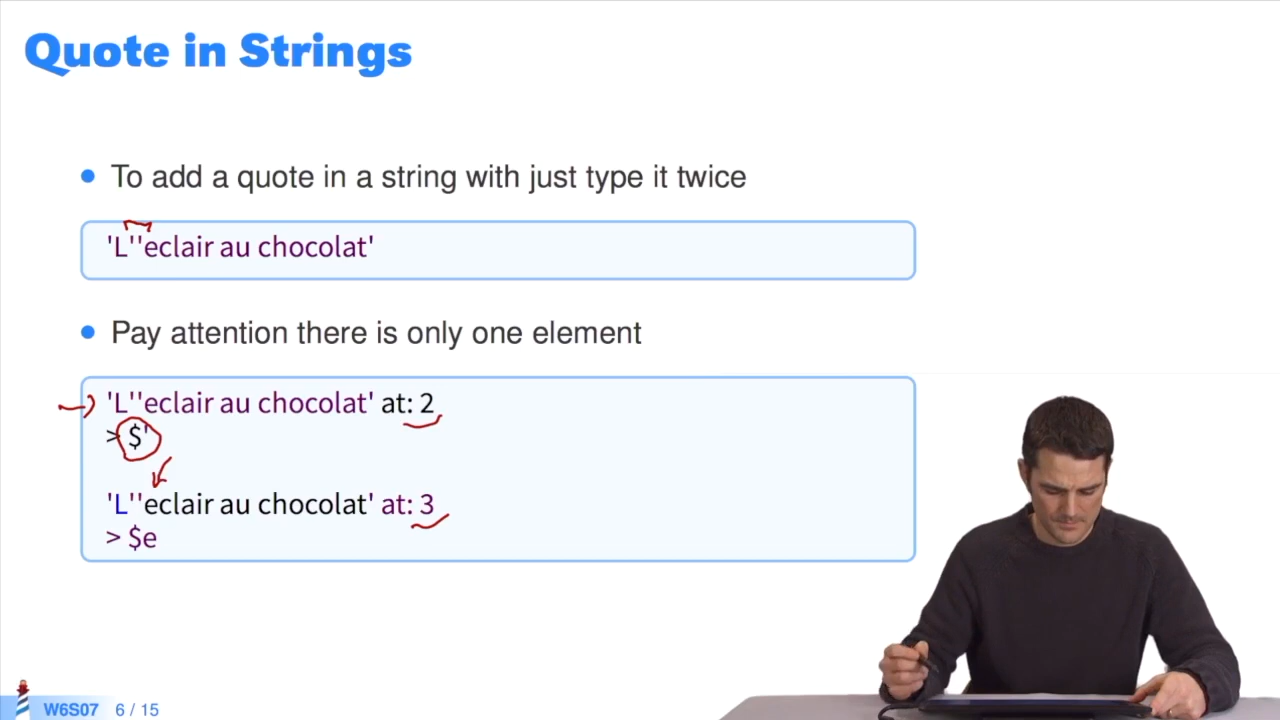 Quote in Strings
To add a quote in a string with just type it twice
'L''eclair au chocolat'
Pay attention there is only one element
'L''eclair au chocolat' at: 2
> $'
'L''eclair au chocolat' at: 3
> $e
W6S07 6 / 15